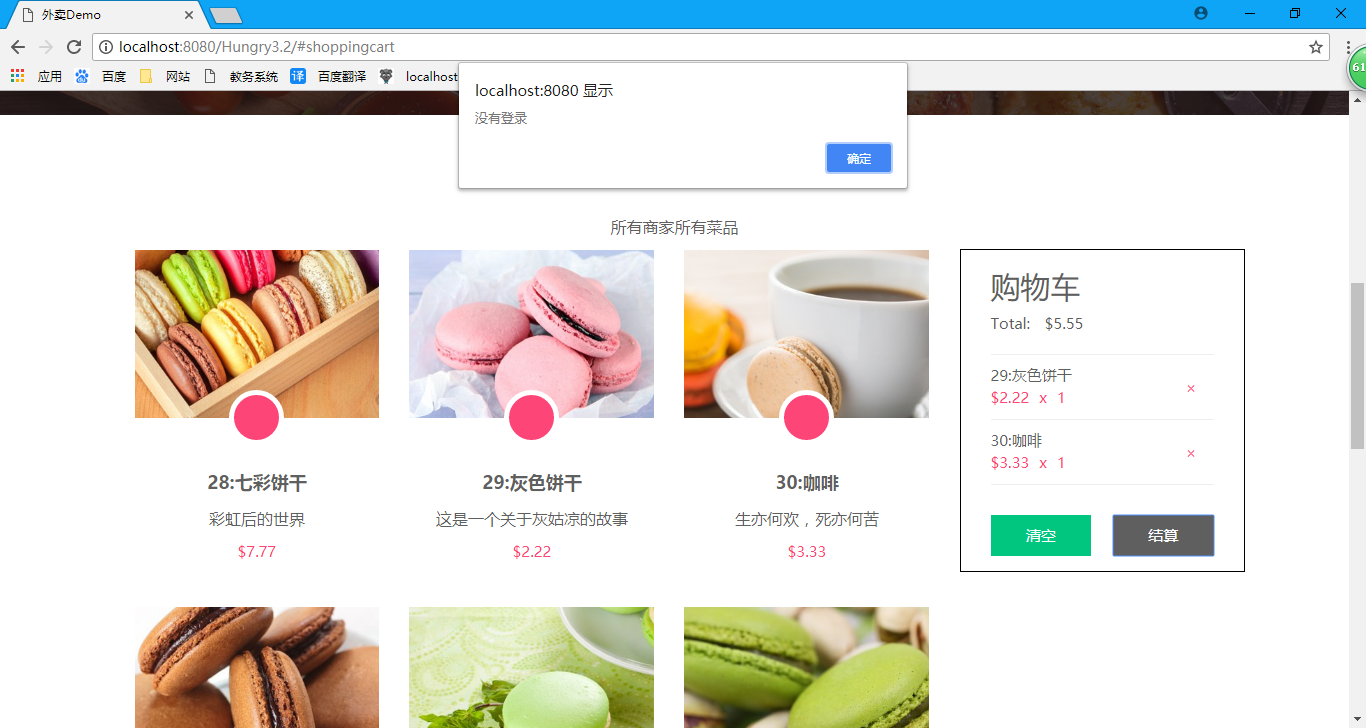 外卖Demo
localhost:8080/Hungry3.2/#shoppingcart
应用 百度 网站 教务系统 译 百度翻译 localhost
61
localhost:8080 显示
没有登录
确定
所有商家所有菜品
28:七彩饼干
彩虹后的世界
$7.77
29:灰色饼干
这是一个关于灰姑凉的故事
$2.22
30:咖啡
生亦何欢，死亦何苦
$3.33
购物车
Total: $5.55
29:灰色饼干
$2.22 x 1
×
30:咖啡
$3.33 x 1
×
清空 结算